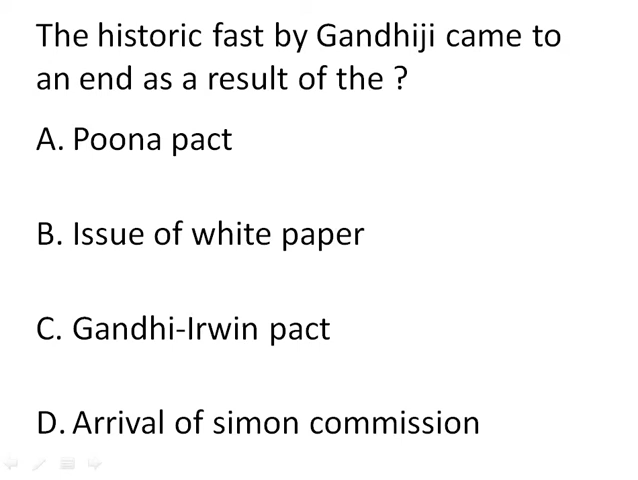 The historic fast by Gandhiji came to
an end as a result of the ?
A. Poona pact
B. Issue of white paper
C. Gandhi-Irwin pact
D. Arrival of simon commission